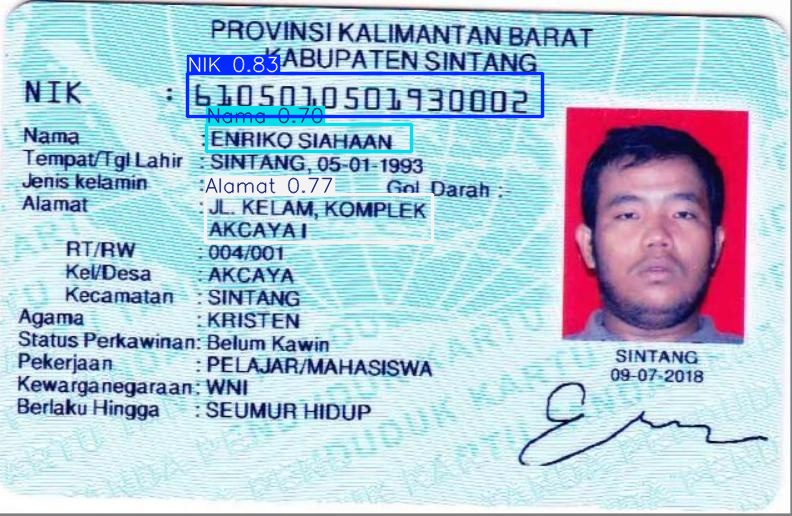 PROVINSI KALIMANTAN BARAT
KABUPATEN SINTANG
NIK 0.83
NIK : 6105010501930002
Nama 0.70
Nama : ENRIKO SIAHAAN
Tempat/Tgl Lahir : SINTANG, 05-01-1993
Jenis kelamin : Gol. Darah :-
Alamat 0.77
Alamat : JL. KELAM, KOMPLEK
AKCAYA I
RT/RW : 004/001
Kel/Desa : AKCAYA
Kecamatan : SINTANG
Agama : KRISTEN
Status Perkawinan: Belum Kawin
Pekerjaan : PELAJAR/MAHASISWA
Kewarganegaraan: WNI
Berlaku Hingga : SEUMUR HIDUP
SINTANG
09-07-2018